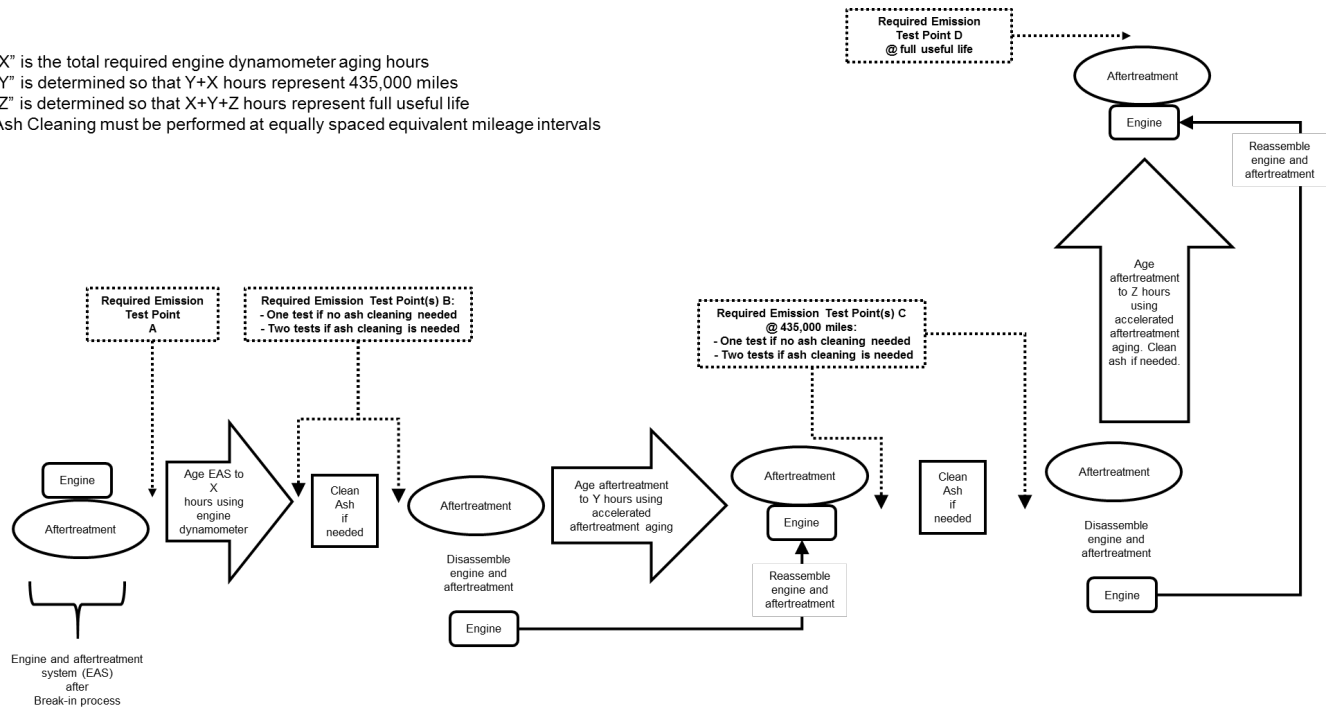 X” is the total required engine dynamometer aging hours
Y” is determined so that Y+X hours represent 435,000 miles
Z” is determined so that X+Y+Z hours represent full useful life
Ash Cleaning must be performed at equally spaced equivalent mileage intervals
Required Emission
Test Point D
@ full useful life
Aftertreatment
Engine
Reassemble
engine and
aftertreatment
Age
aftertreatment
to Z hours
using
accelerated
aftertreatment
aging. Clean
ash if needed.
Required Emission
Test Point
A
Required Emission Test Point(s) B:
- One test if no ash cleaning needed
- Two tests if ash cleaning is needed
Required Emission Test Point(s) C
@ 435,000 miles:
- One test if no ash cleaning needed
- Two tests if ash cleaning is needed
Engine
Aftertreatment
Age EAS to
X
hours using
engine
dynamometer
Clean
Ash
if
needed
Aftertreatment
Disassemble
engine and
aftertreatment
Engine
Age aftertreatment
to Y hours using
accelerated
aftertreatment aging
Aftertreatment
Engine
Reassemble
engine and
aftertreatment
Clean
Ash
if
needed
Aftertreatment
Disassemble
engine and
aftertreatment
Engine
Engine and aftertreatment
system (EAS)
after
Break-in process